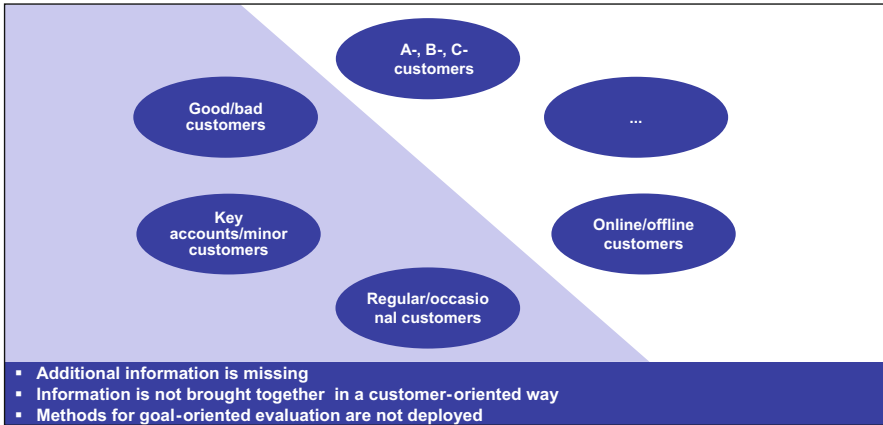 A-, B-, C-
customers
Good/bad
customers
...
Key
accounts/minor
customers
Online/offline
customers
Regular/occasio
nal customers
▪ Additional information is missing
▪ Information is not brought together in a customer-oriented way
▪ Methods for goal-oriented evaluation are not deployed